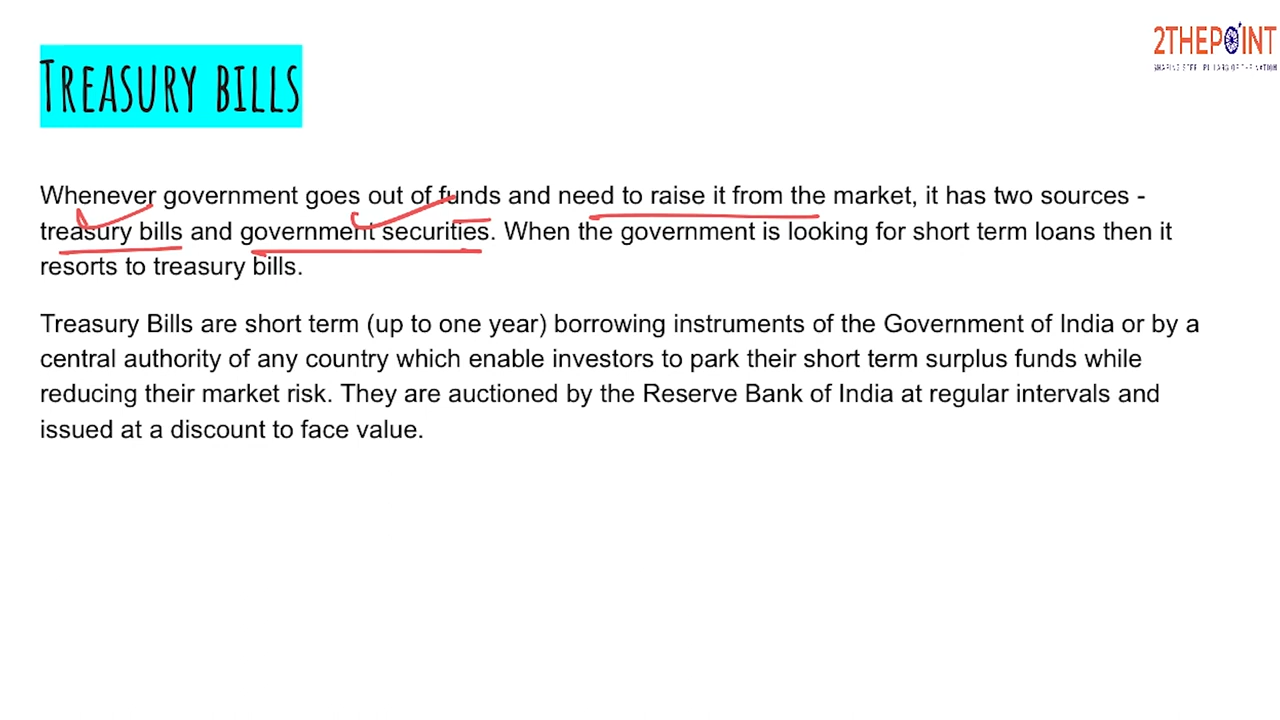 2THEPOINT
TREASURY BILLS
Whenever government goes out of funds and need to raise it from the market, it has two sources -
treasury bills and government securities. When the government is looking for short term loans then it
resorts to treasury bills.
Treasury Bills are short term (up to one year) borrowing instruments of the Government of India or by a
central authority of any country which enable investors to park their short term surplus funds while
reducing their market risk. They are auctioned by the Reserve Bank of India at regular intervals and
issued at a discount to face value.